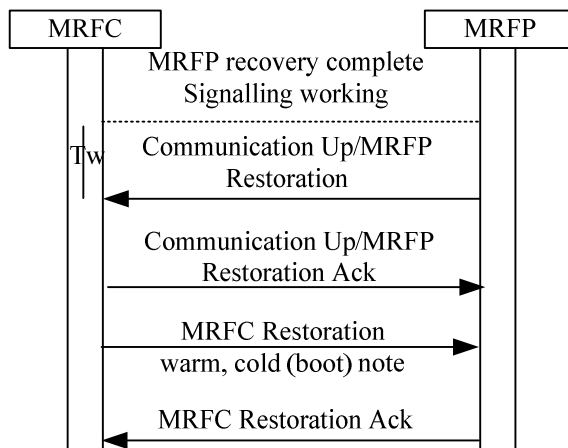 MRFC
MRFP
MRFP recovery complete
Signalling working
Tw
Communication Up/MRFP
Restoration
Communication Up/MRFP
Restoration Ack
MRFC Restoration
warm, cold (boot) note
MRFC Restoration Ack